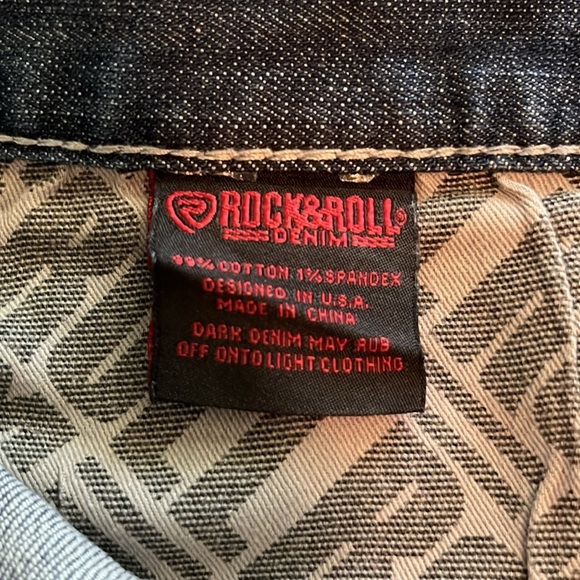 ROCK&ROLL®
DENIM
99% COTTON 1% SPANDEX
DESIGNED IN U.S.A.
MADE IN CHINA
DARK DENIM MAY RUB
OFF ONTO LIGHT CLOTHING